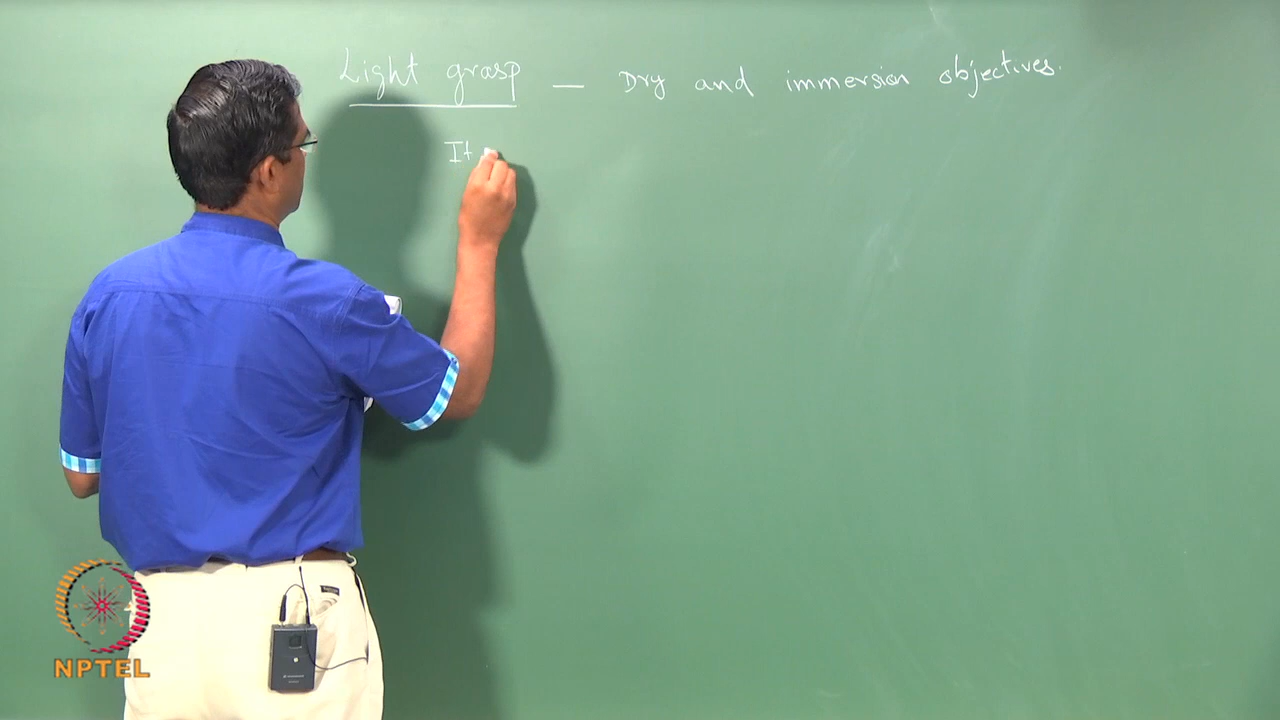 Light grasp — Dry and immersion objectives.
It
NPTEL